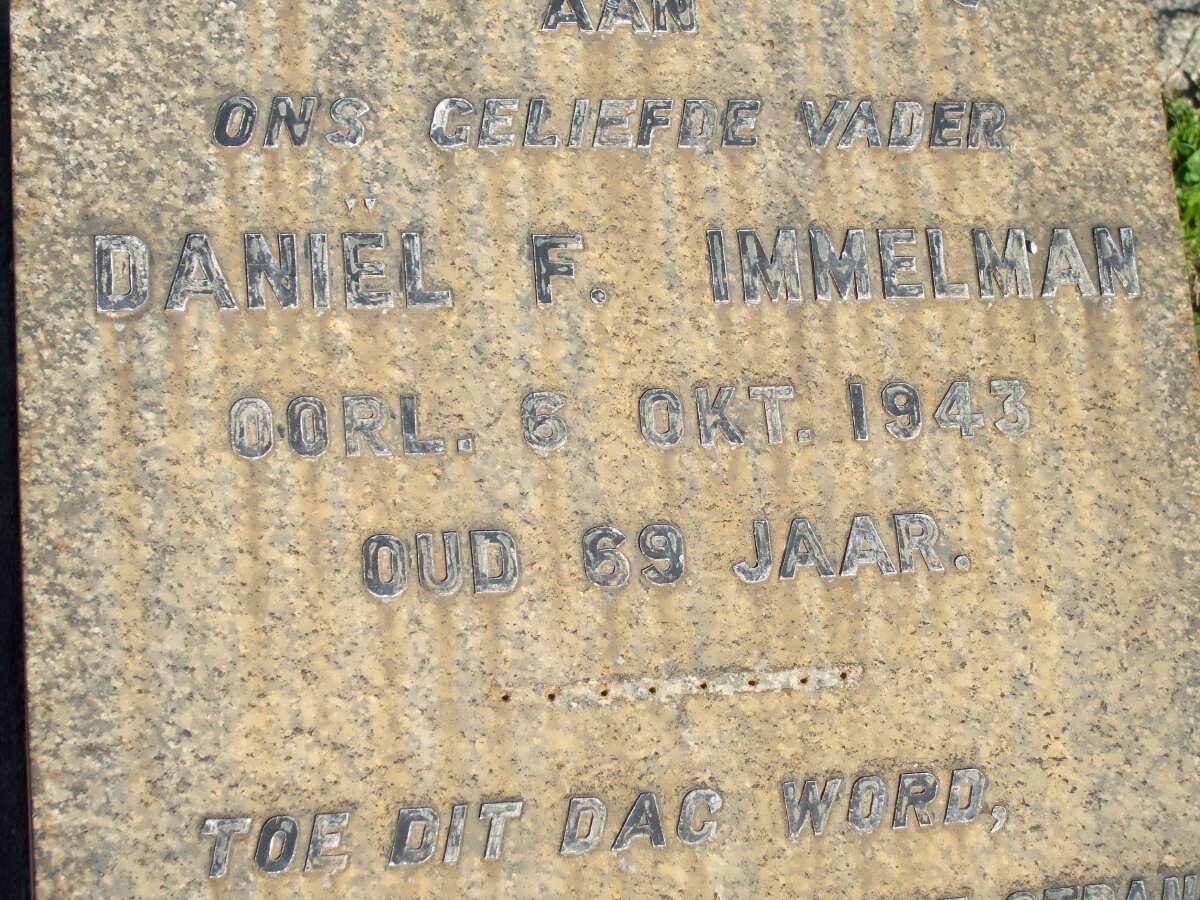 AAN
ONS GELIEFDE VADER
DANIËL F. IMMELMAN
OORL. 6 OKT. 1943
OUD 69 JAAR.
TOE DIT DAG WORD,